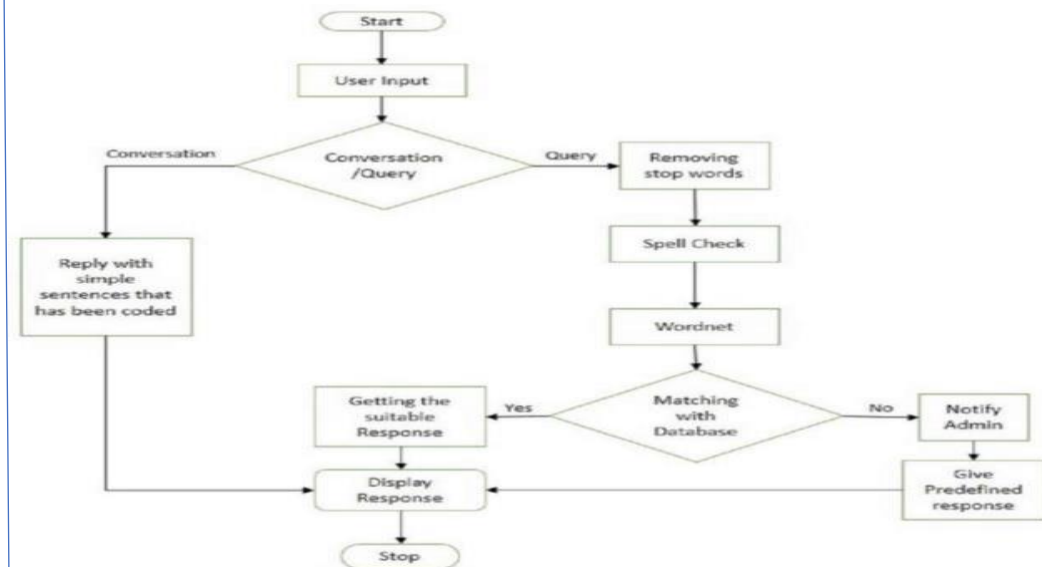 Start
User Input
Conversation
/Query
Conversation
Query
Removing
stop words
Spell Check
Wordnet
Reply with
simple
sentences that
has been coded
Matching
with
Database
Yes
No
Getting the
suitable
Response
Notify
Admin
Give
Predefined
response
Display
Response
Stop